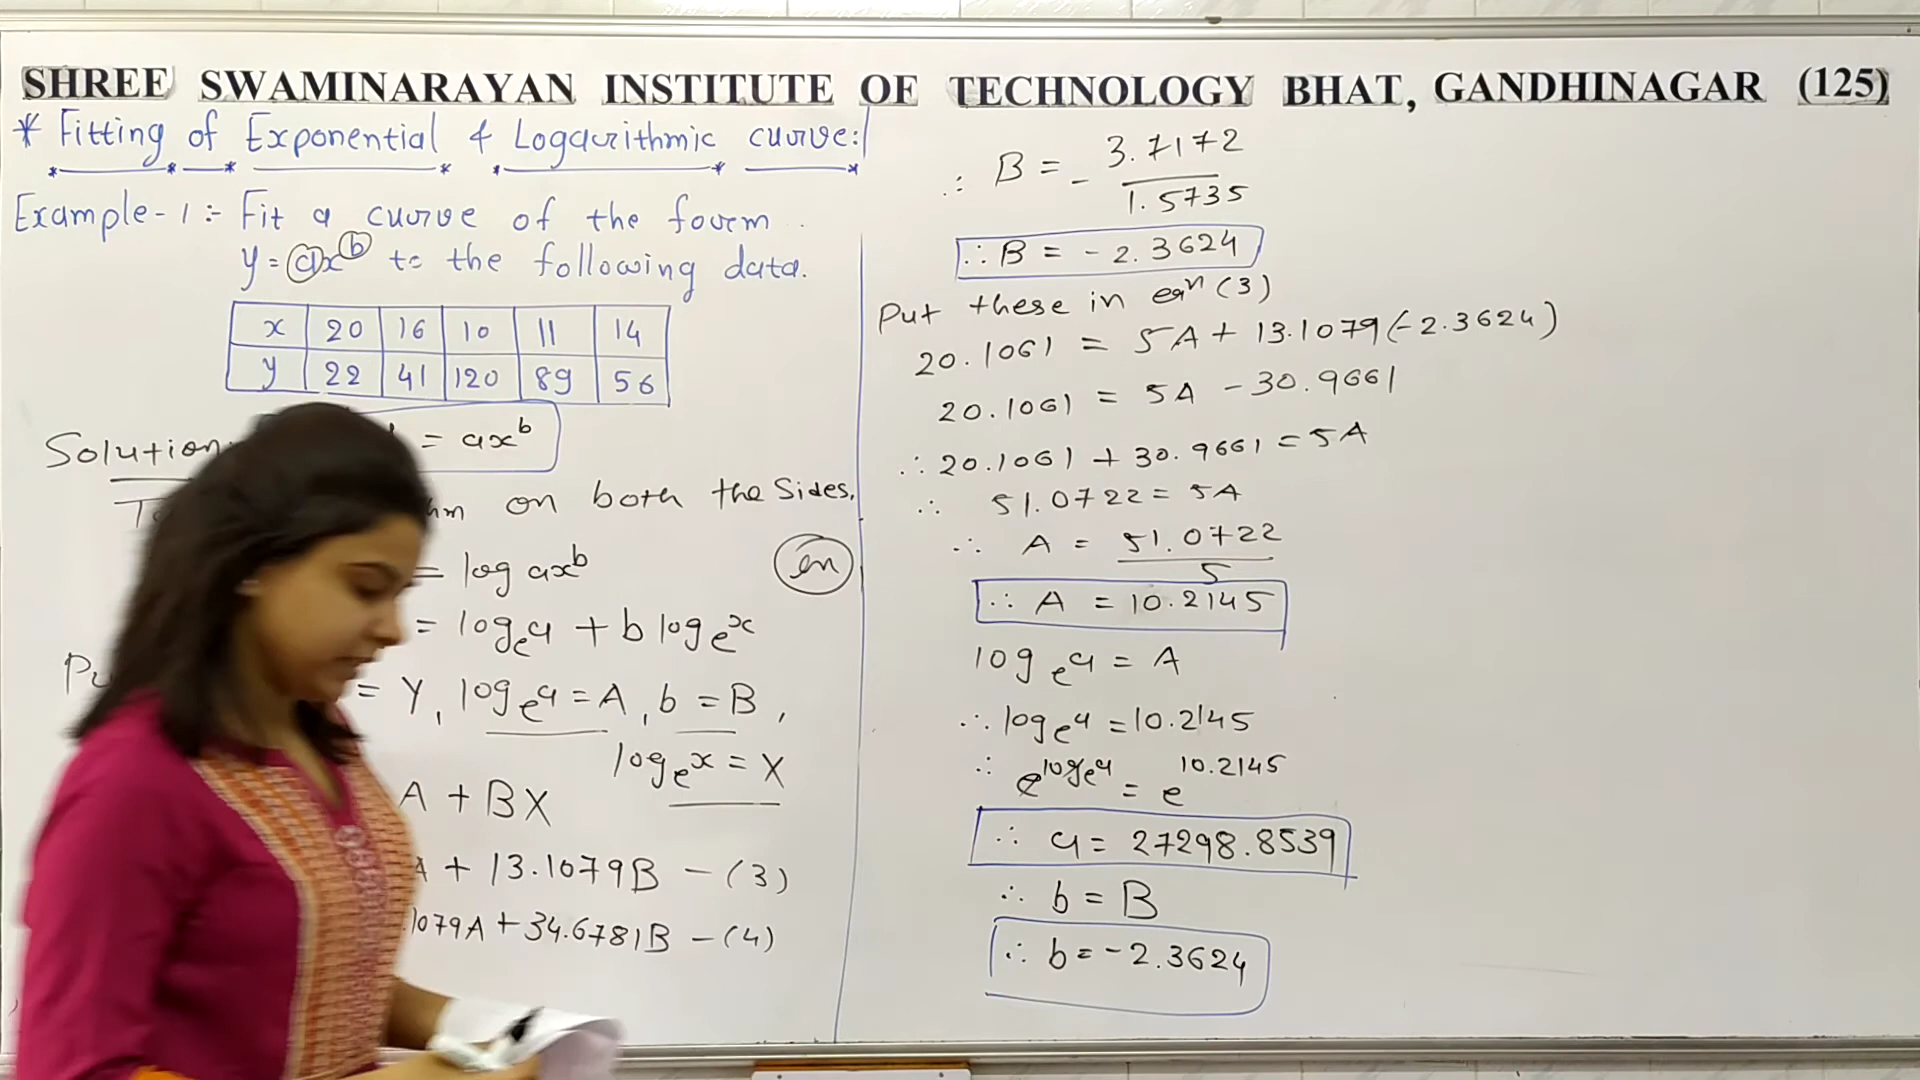 SHREE SWAMINARAYAN INSTITUTE OF TECHNOLOGY BHAT, GANDHINAGAR (125)
* Fitting of Exponential & Logarithmic curve:
Example-1 :- Fit a curve of the form
y = ax^b to the following data.
x 20 16 10 11 14
y 22 41 120 89 56
Solution
= ax^b
on both the Sides,
= log ax^b
ln
= log_e a + b log_e x
= Y, log_e a = A, b = B,
log_e x = X
A + BX
A + 13.1079B - (3)
.1079A + 34.6781B - (4)
∴ B = - 3.7172 / 1.5735
∴ B = -2.3624
Put these in eqn (3)
20.1061 = 5A + 13.1079(-2.3624)
20.1061 = 5A - 30.9661
∴ 20.1061 + 30.9661 = 5A
∴ 51.0722 = 5A
∴ A = 51.0722 / 5
∴ A = 10.2145
log_e a = A
∴ log_e a = 10.2145
∴ e^log_e a = e^10.2145
∴ a = 27298.8539
∴ b = B
∴ b = -2.3624